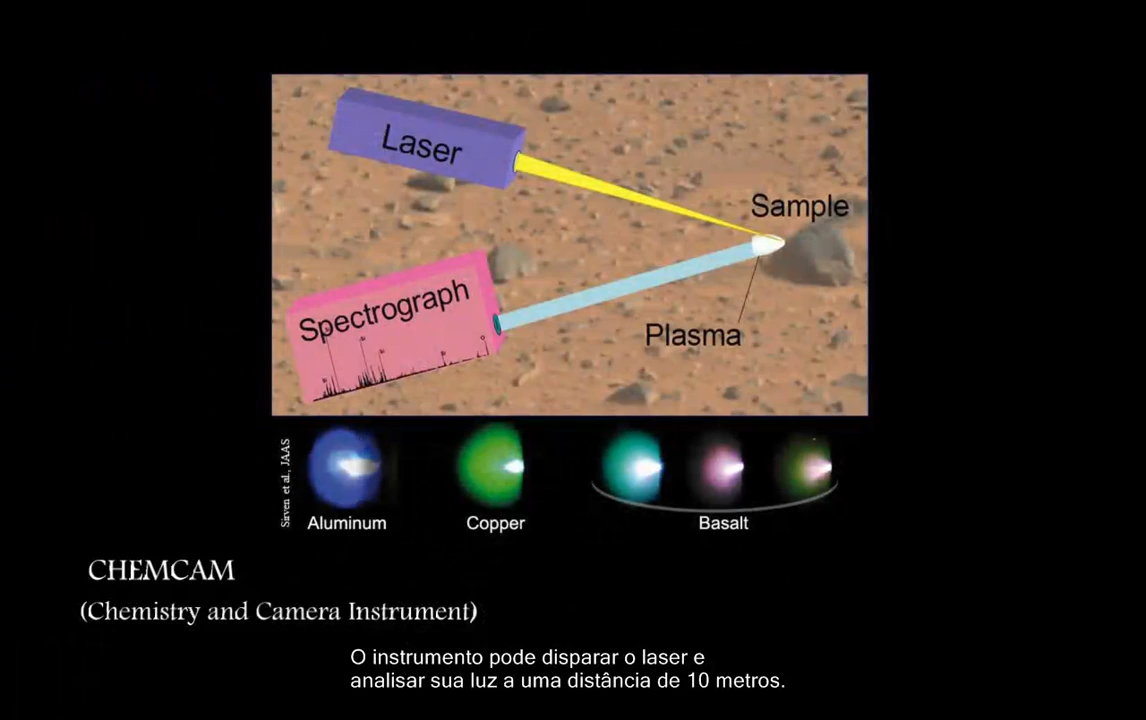 Laser
Sample
Spectrograph
Plasma
Sirven et al., JAAS
Aluminum
Copper
Basalt
CHEMCAM
(Chemistry and Camera Instrument)
O instrumento pode disparar o laser e
analisar sua luz a uma distância de 10 metros.